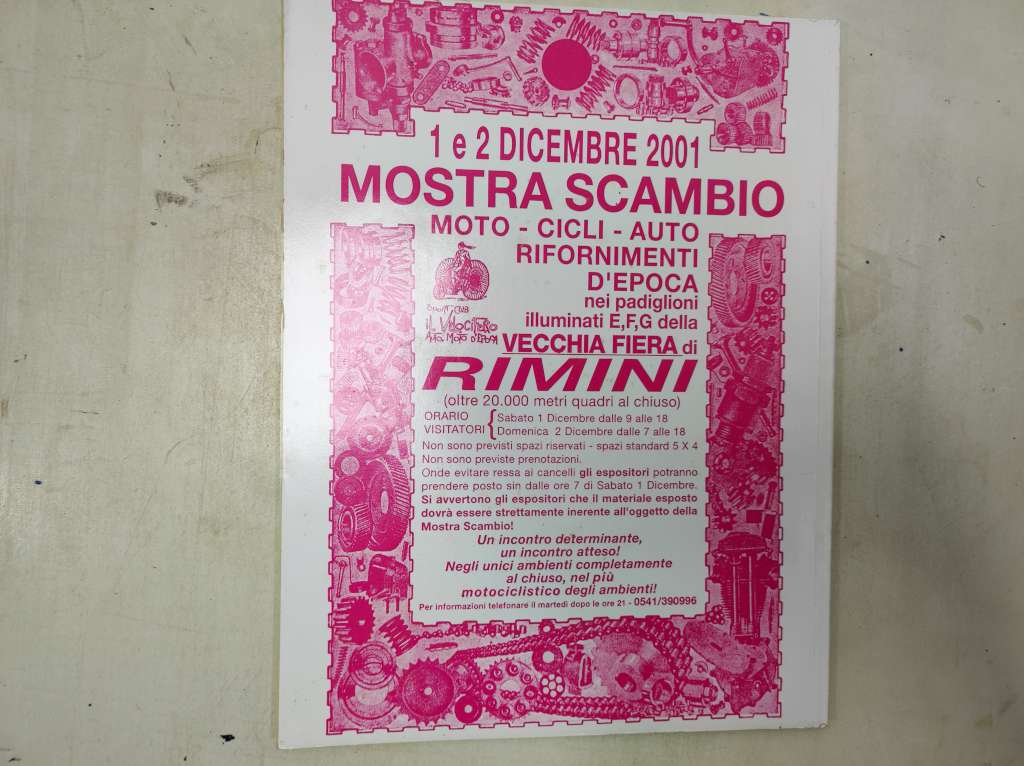 1 e 2 DICEMBRE 2001
MOSTRA SCAMBIO
MOTO - CICLI - AUTO
RIFORNIMENTI
D'EPOCA
nei padiglioni
illuminati E,F,G della
VECCHIA FIERA di
RIMINI
IL VELOCIFERO
AUTO MOTO D'EPOCA
(oltre 20.000 metri quadri al chiuso)
ORARIO VISITATORI { Sabato 1 Dicembre dalle 9 alle 18
Domenica 2 Dicembre dalle 7 alle 18
Non sono previsti spazi riservati - spazi standard 5 X 4
Non sono previste prenotazioni.
Onde evitare ressa ai cancelli gli espositori potranno
prendere posto sin dalle ore 7 di Sabato 1 Dicembre.
Si avvertono gli espositori che il materiale esposto
dovrà essere strettamente inerente all'oggetto della
Mostra Scambio!
Un incontro determinante,
un incontro atteso!
Negli unici ambienti completamente
al chiuso, nel più
motociclistico degli ambienti!
Per informazioni telefonare il martedì dopo le ore 21 - 0541/390996